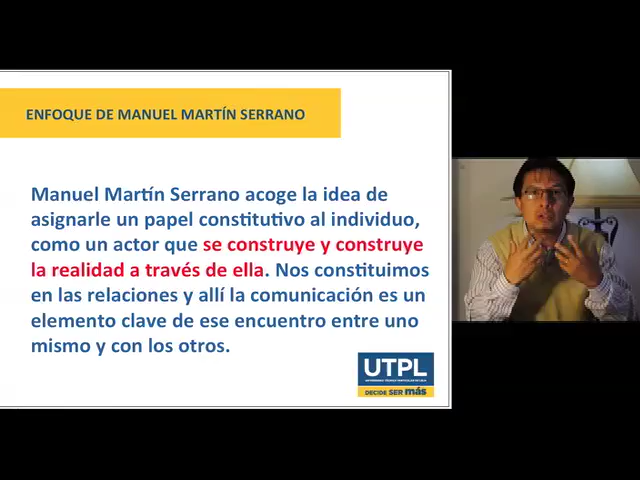 ENFOQUE DE MANUEL MARTÍN SERRANO
Manuel Martín Serrano acoge la idea de
asignarle un papel constitutivo al individuo,
como un actor que se construye y construye
la realidad a través de ella. Nos constituimos
en las relaciones y allí la comunicación es un
elemento clave de ese encuentro entre uno
mismo y con los otros.
UTPL
DECIDE SER más